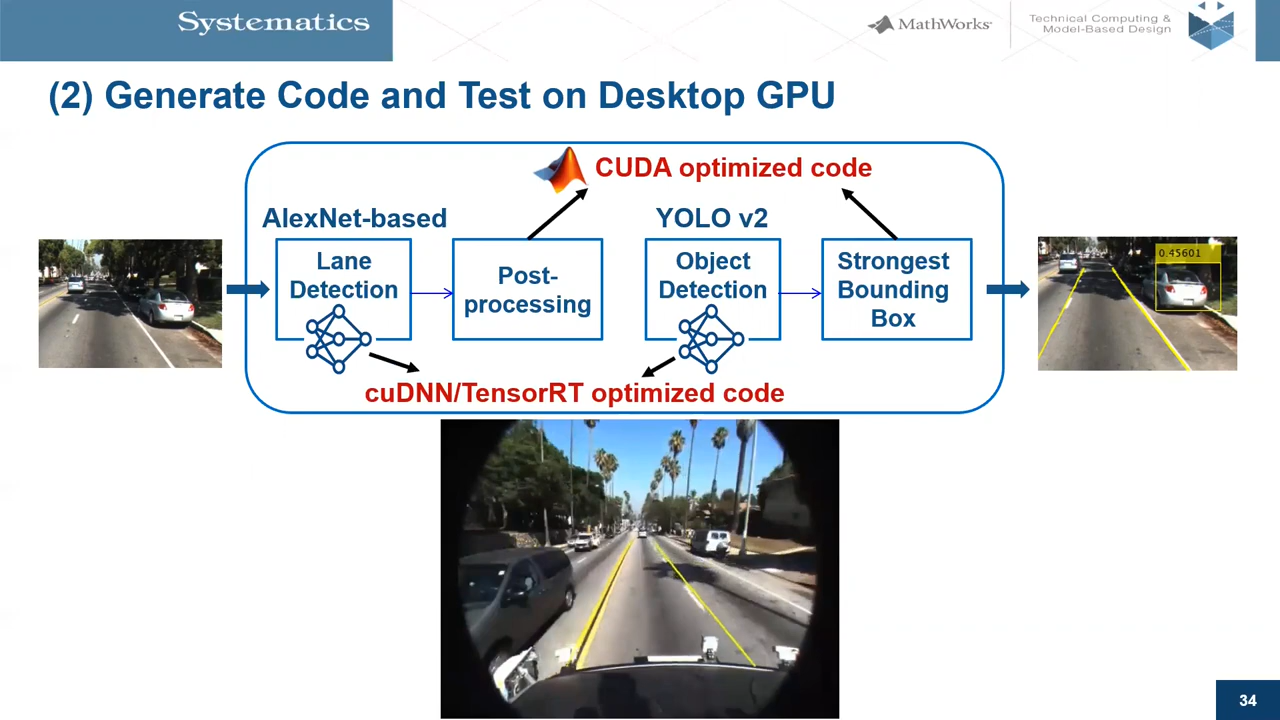 Systematics
MathWorks
Technical Computing &
Model-Based Design
(2) Generate Code and Test on Desktop GPU
CUDA optimized code
AlexNet-based
YOLO v2
Lane
Detection
Post-
processing
Object
Detection
Strongest
Bounding
Box
0.45601
cuDNN/TensorRT optimized code
34